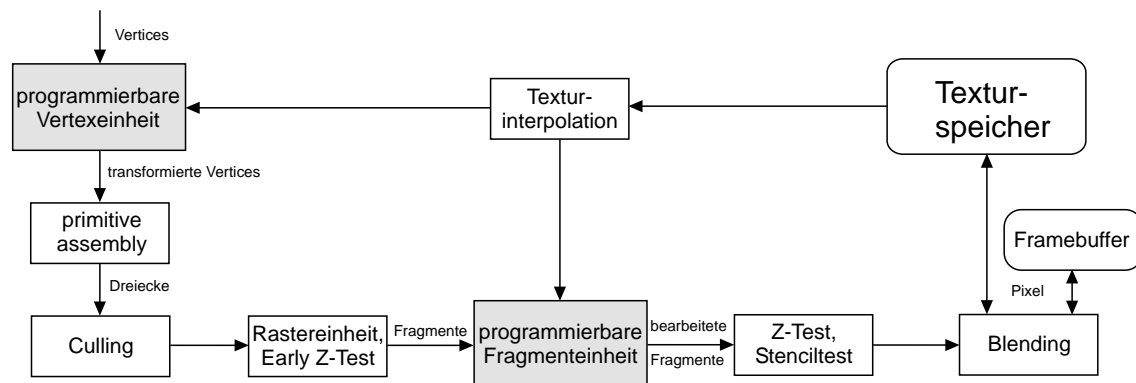 Vertices
programmierbare
Vertexeinheit
Textur-
interpolation
Textur-
speicher
transformierte Vertices
primitive
assembly
Framebuffer
Dreiecke
Pixel
Culling
Rastereinheit,
Early Z-Test
Fragmente
programmierbare
Fragmenteinheit
bearbeitete
Fragmente
Z-Test,
Stenciltest
Blending